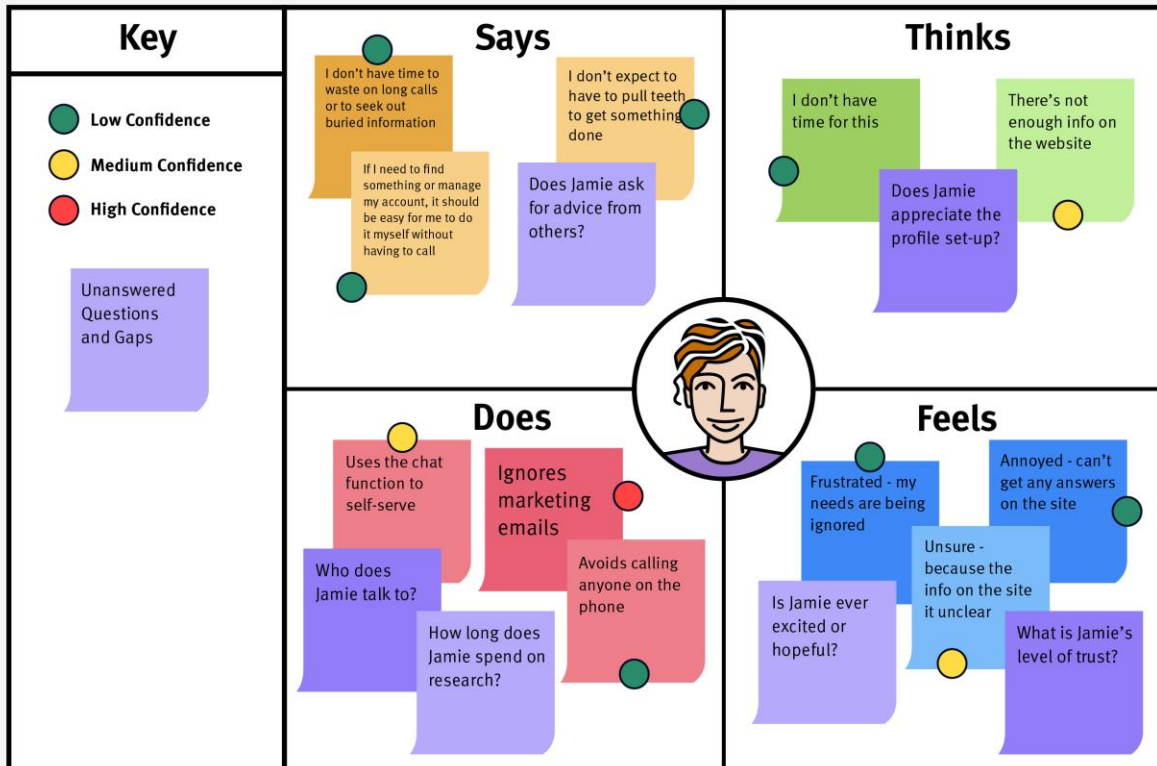 Key
Low Confidence
Medium Confidence
High Confidence
Unanswered
Questions
and Gaps
Says
I don't have time to
waste on long calls
or to seek out
buried information
I don't expect to
have to pull teeth
to get something
done
If I need to find
something or manage
my account, it should
be easy for me to do
it myself without
having to call
Does Jamie ask
for advice from
others?
Thinks
I don't have
time for this
There's not
enough info on
the website
Does Jamie
appreciate the
profile set-up?
Does
Uses the chat
function to
self-serve
Ignores
marketing
emails
Who does
Jamie talk to?
Avoids calling
anyone on the
phone
How long does
Jamie spend on
research?
Feels
Frustrated - my
needs are being
ignored
Annoyed - can't
get any answers
on the site
Unsure -
because the
info on the site
it unclear
Is Jamie ever
excited or
hopeful?
What is Jamie's
level of trust?